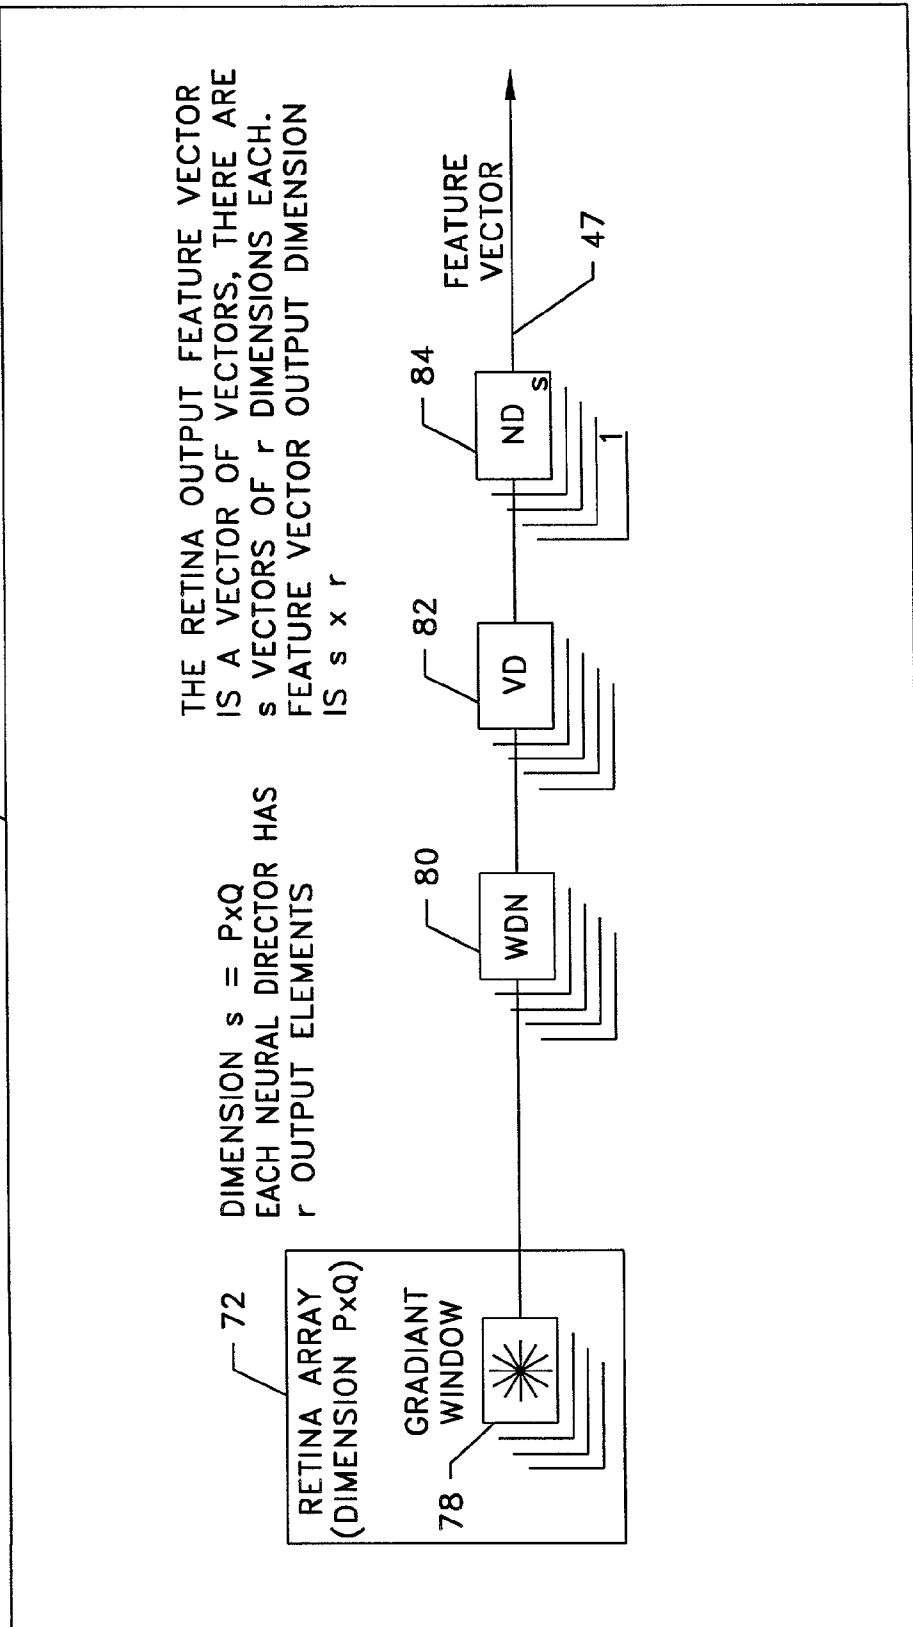 THE RETINA OUTPUT FEATURE VECTOR
IS A VECTOR OF VECTORS, THERE ARE
s VECTORS OF r DIMENSIONS EACH.
FEATURE VECTOR OUTPUT DIMENSION
IS s x r
DIMENSION s = PxQ
EACH NEURAL DIRECTOR HAS
r OUTPUT ELEMENTS
72
RETINA ARRAY
(DIMENSION PxQ)
GRADIANT
WINDOW
78
80
WDN
82
VD
84
ND
s
1
FEATURE
VECTOR
47